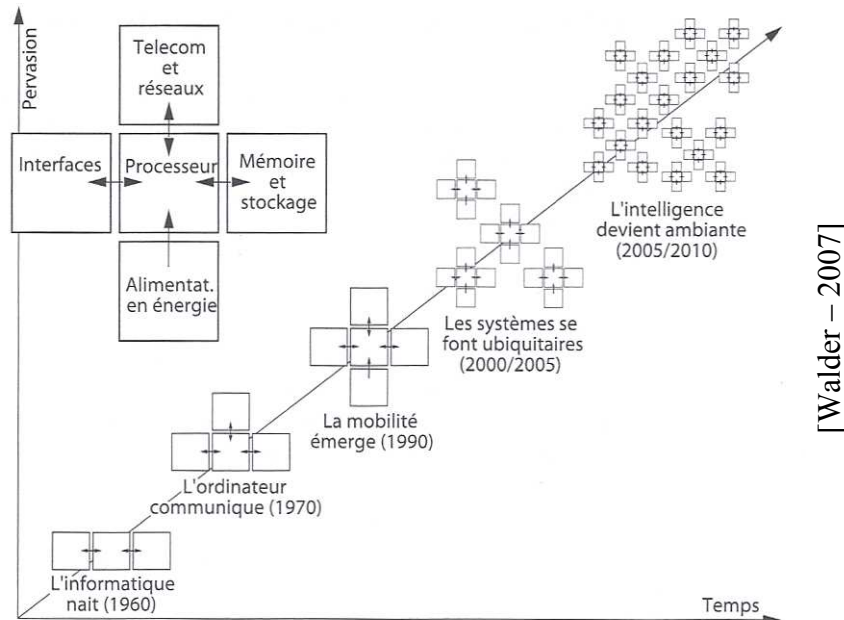 Pervasion
Telecom
et
réseaux
Interfaces
Processeur
Mémoire
et
stockage
Alimentat.
en énergie
L'intelligence
devient ambiante
(2005/2010)
Les systèmes se
font ubiquitaires
(2000/2005)
La mobilité
émerge (1990)
L'ordinateur
communique (1970)
L'informatique
nait (1960)
Temps
[Walder – 2007]